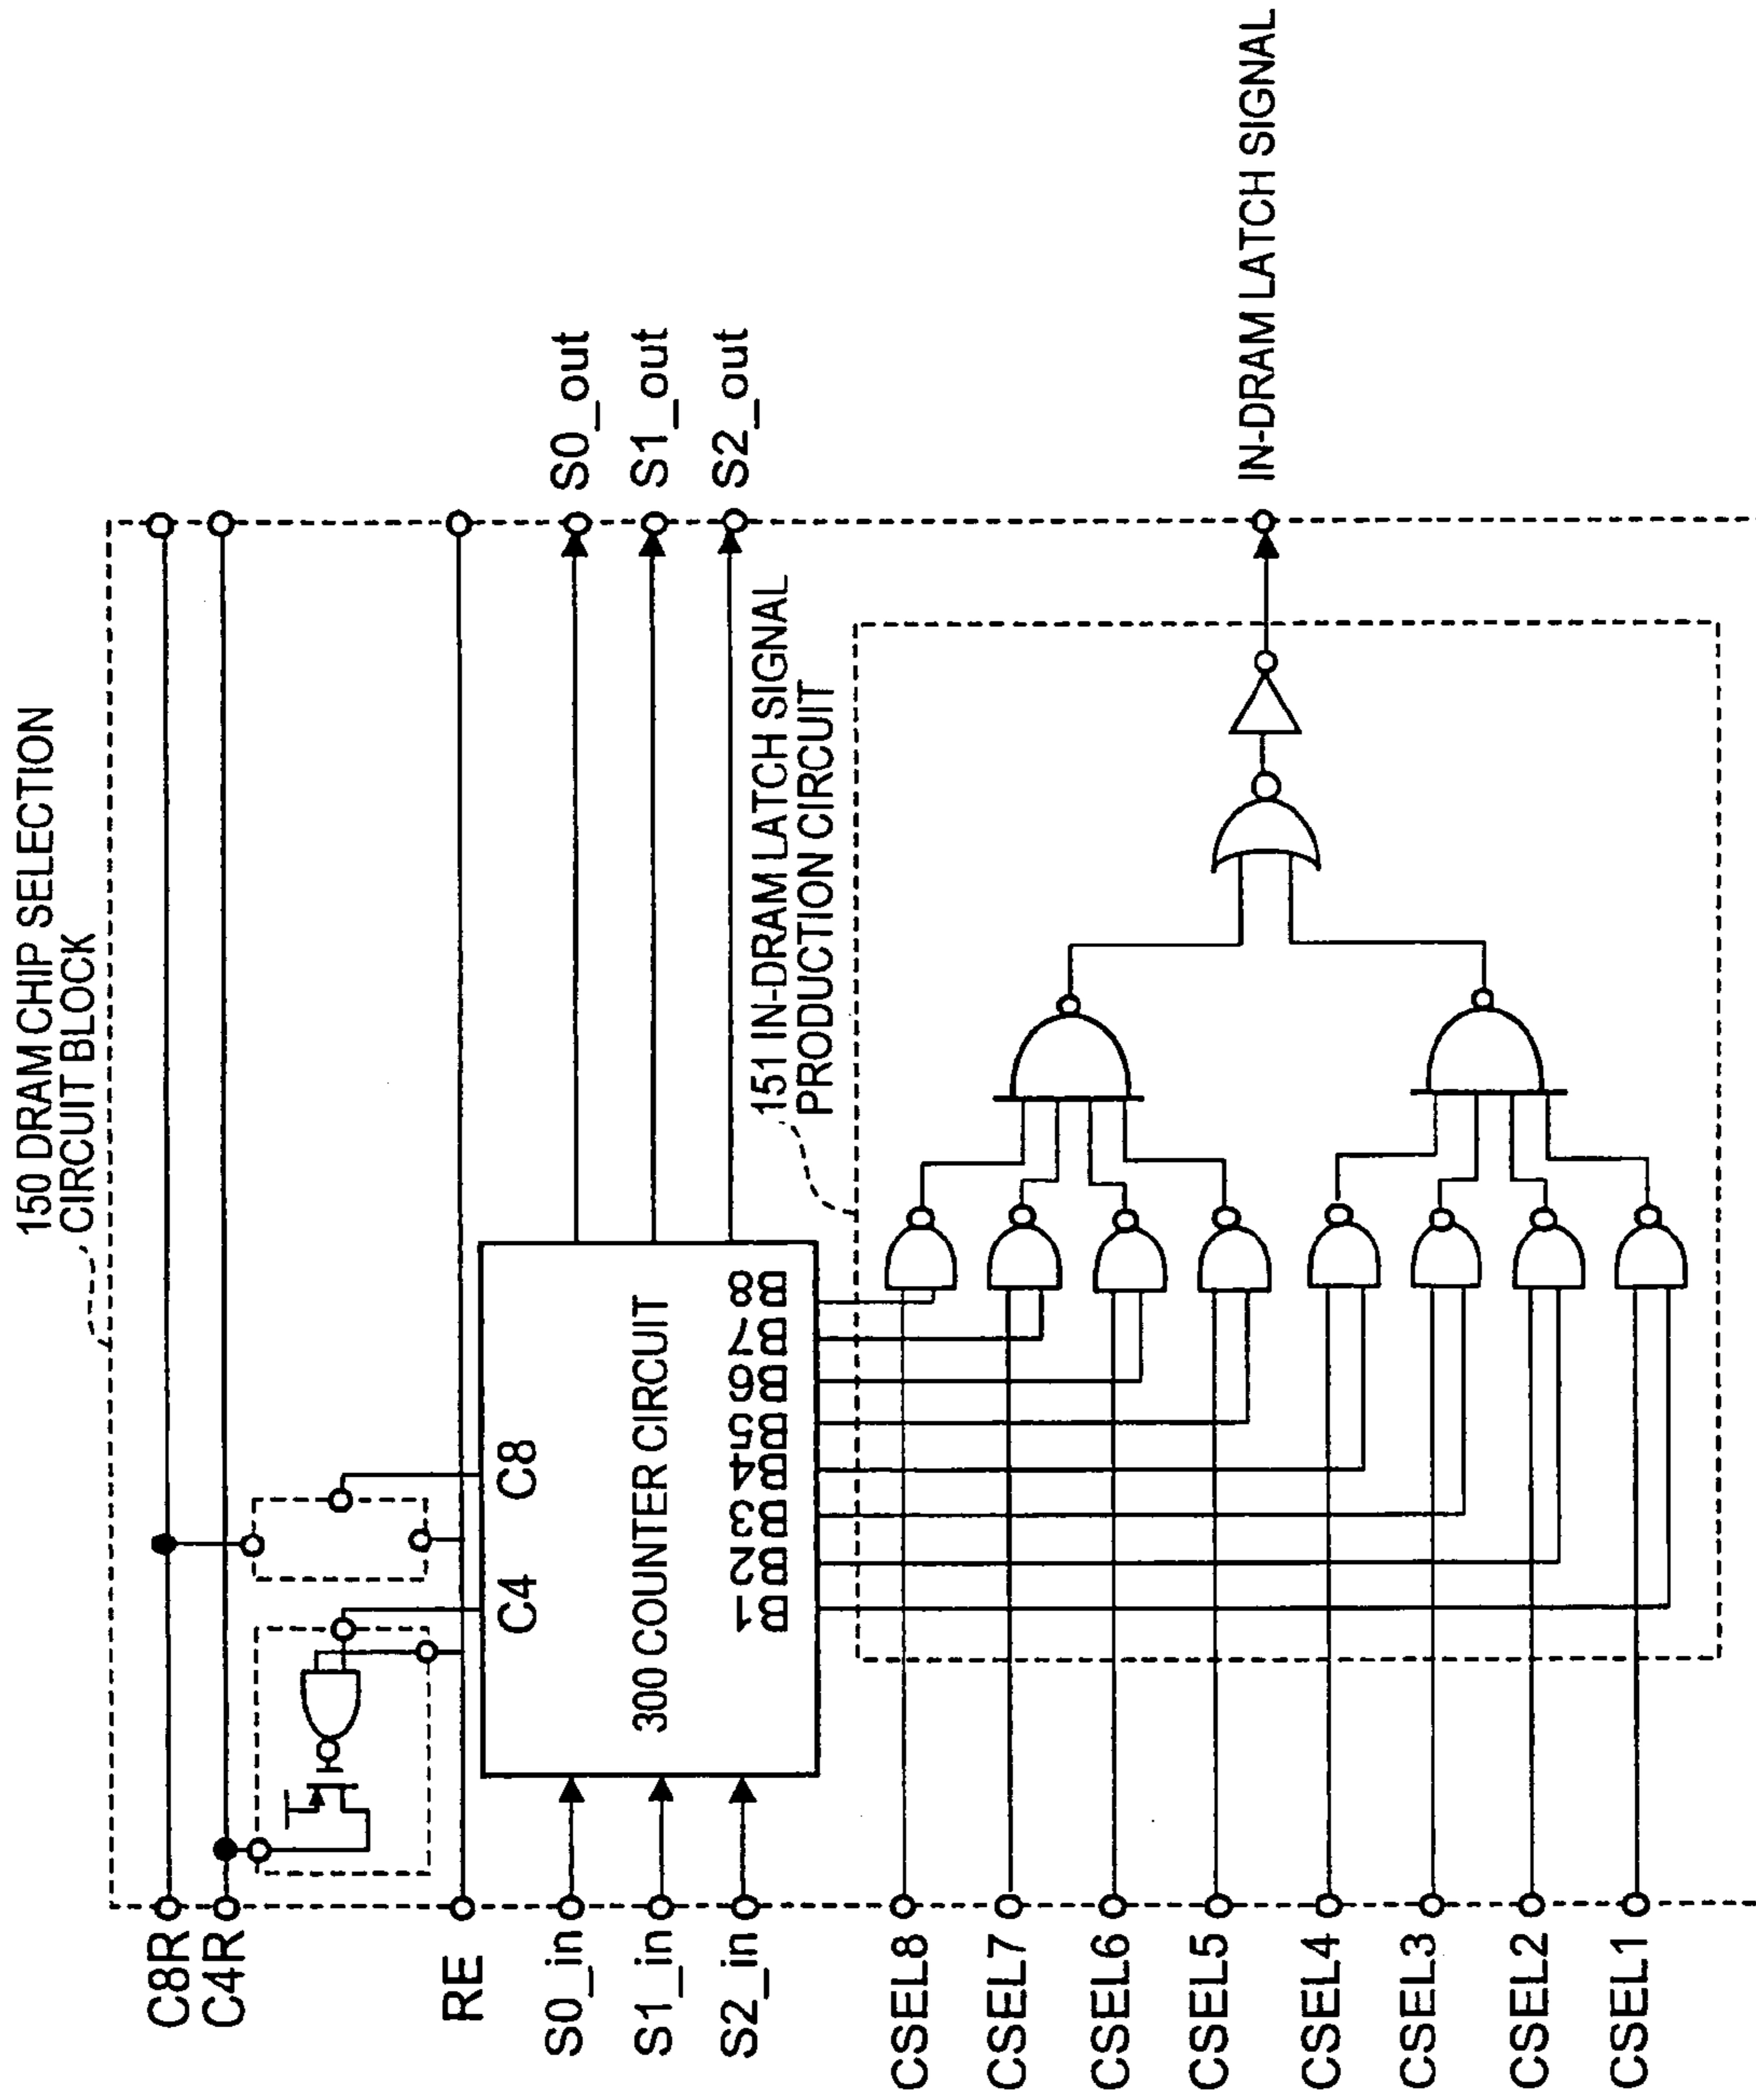 150 DRAM CHIP SELECTION
CIRCUIT BLOCK
C8R
C4R
RE
S0_in
S1_in
S2_in
CSEL8
CSEL7
CSEL6
CSEL5
CSEL4
CSEL3
CSEL2
CSEL1
C4
C8
300 COUNTER CIRCUIT
B1
B2
B3
B4
B5
B6
B7
B8
S0_out
S1_out
S2_out
151 IN-DRAM LATCH SIGNAL
PRODUCTION CIRCUIT
IN-DRAM LATCH SIGNAL